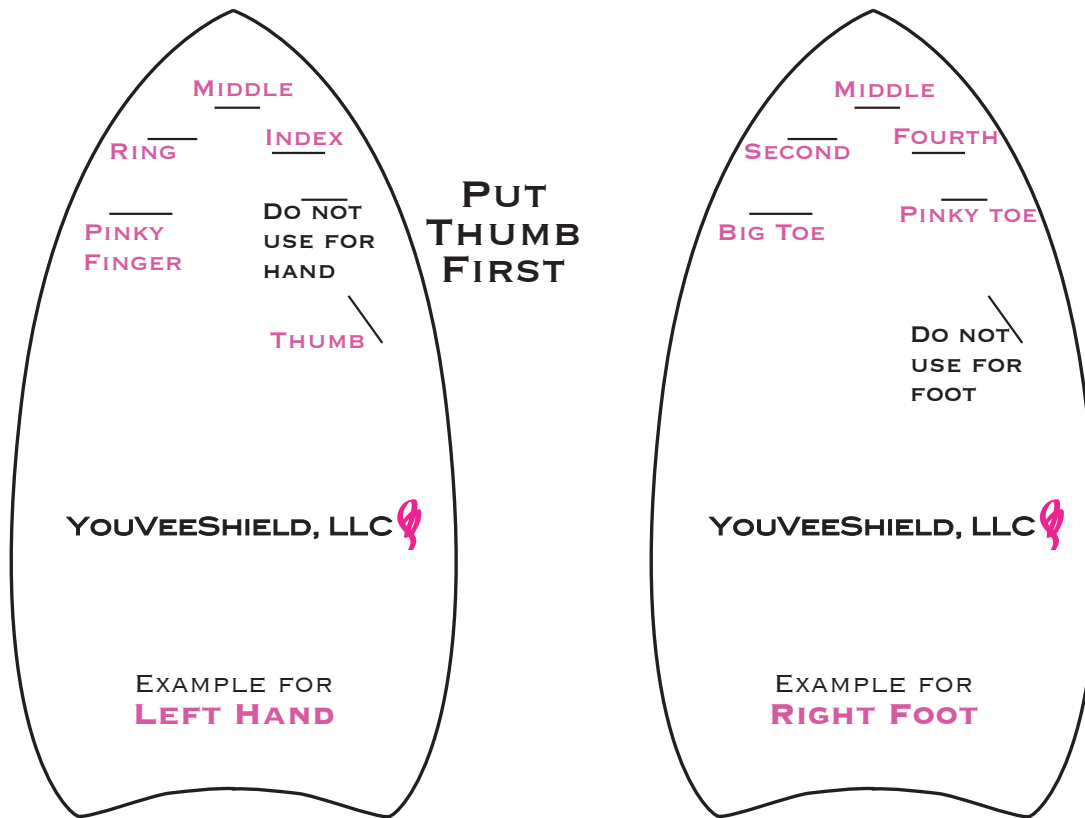 Middle
Ring
Index
Pinky
Finger
Do not
use for
hand
Thumb
YouVeeShield, LLC
Example for
Left Hand
Put
Thumb
First
Middle
Second
Fourth
Big Toe
Pinky toe
Do not
use for
foot
YouVeeShield, LLC
Example for
Right Foot